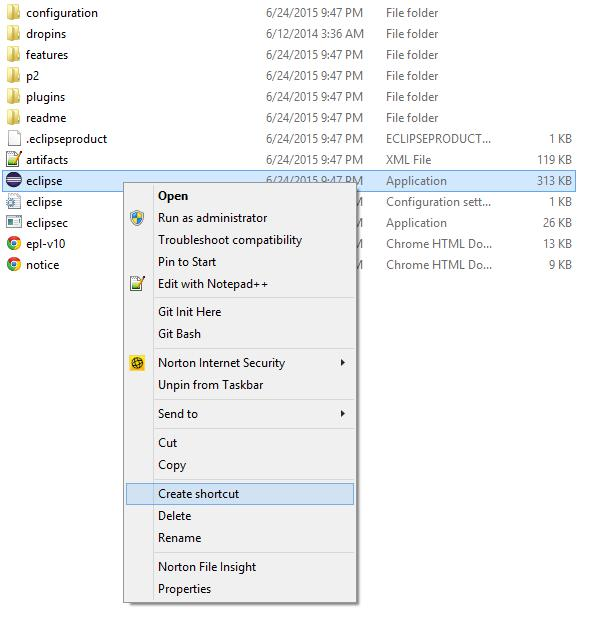 configuration 6/24/2015 9:47 PM File folder
dropins 6/12/2014 3:36 AM File folder
features 6/24/2015 9:47 PM File folder
p2 6/24/2015 9:47 PM File folder
plugins 6/24/2015 9:47 PM File folder
readme 6/24/2015 9:47 PM File folder
.eclipseproduct 6/24/2015 9:47 PM ECLIPSEPRODUCT... 1 KB
artifacts 6/24/2015 9:47 PM XML File 119 KB
eclipse 6/24/2015 9:47 PM Application 313 KB
eclipse M Configuration sett... 1 KB
eclipsec M Application 26 KB
epl-v10 M Chrome HTML Do... 13 KB
notice M Chrome HTML Do... 9 KB
Open
Run as administrator
Troubleshoot compatibility
Pin to Start
Edit with Notepad++
Git Init Here
Git Bash
Norton Internet Security
Unpin from Taskbar
Send to
Cut
Copy
Create shortcut
Delete
Rename
Norton File Insight
Properties